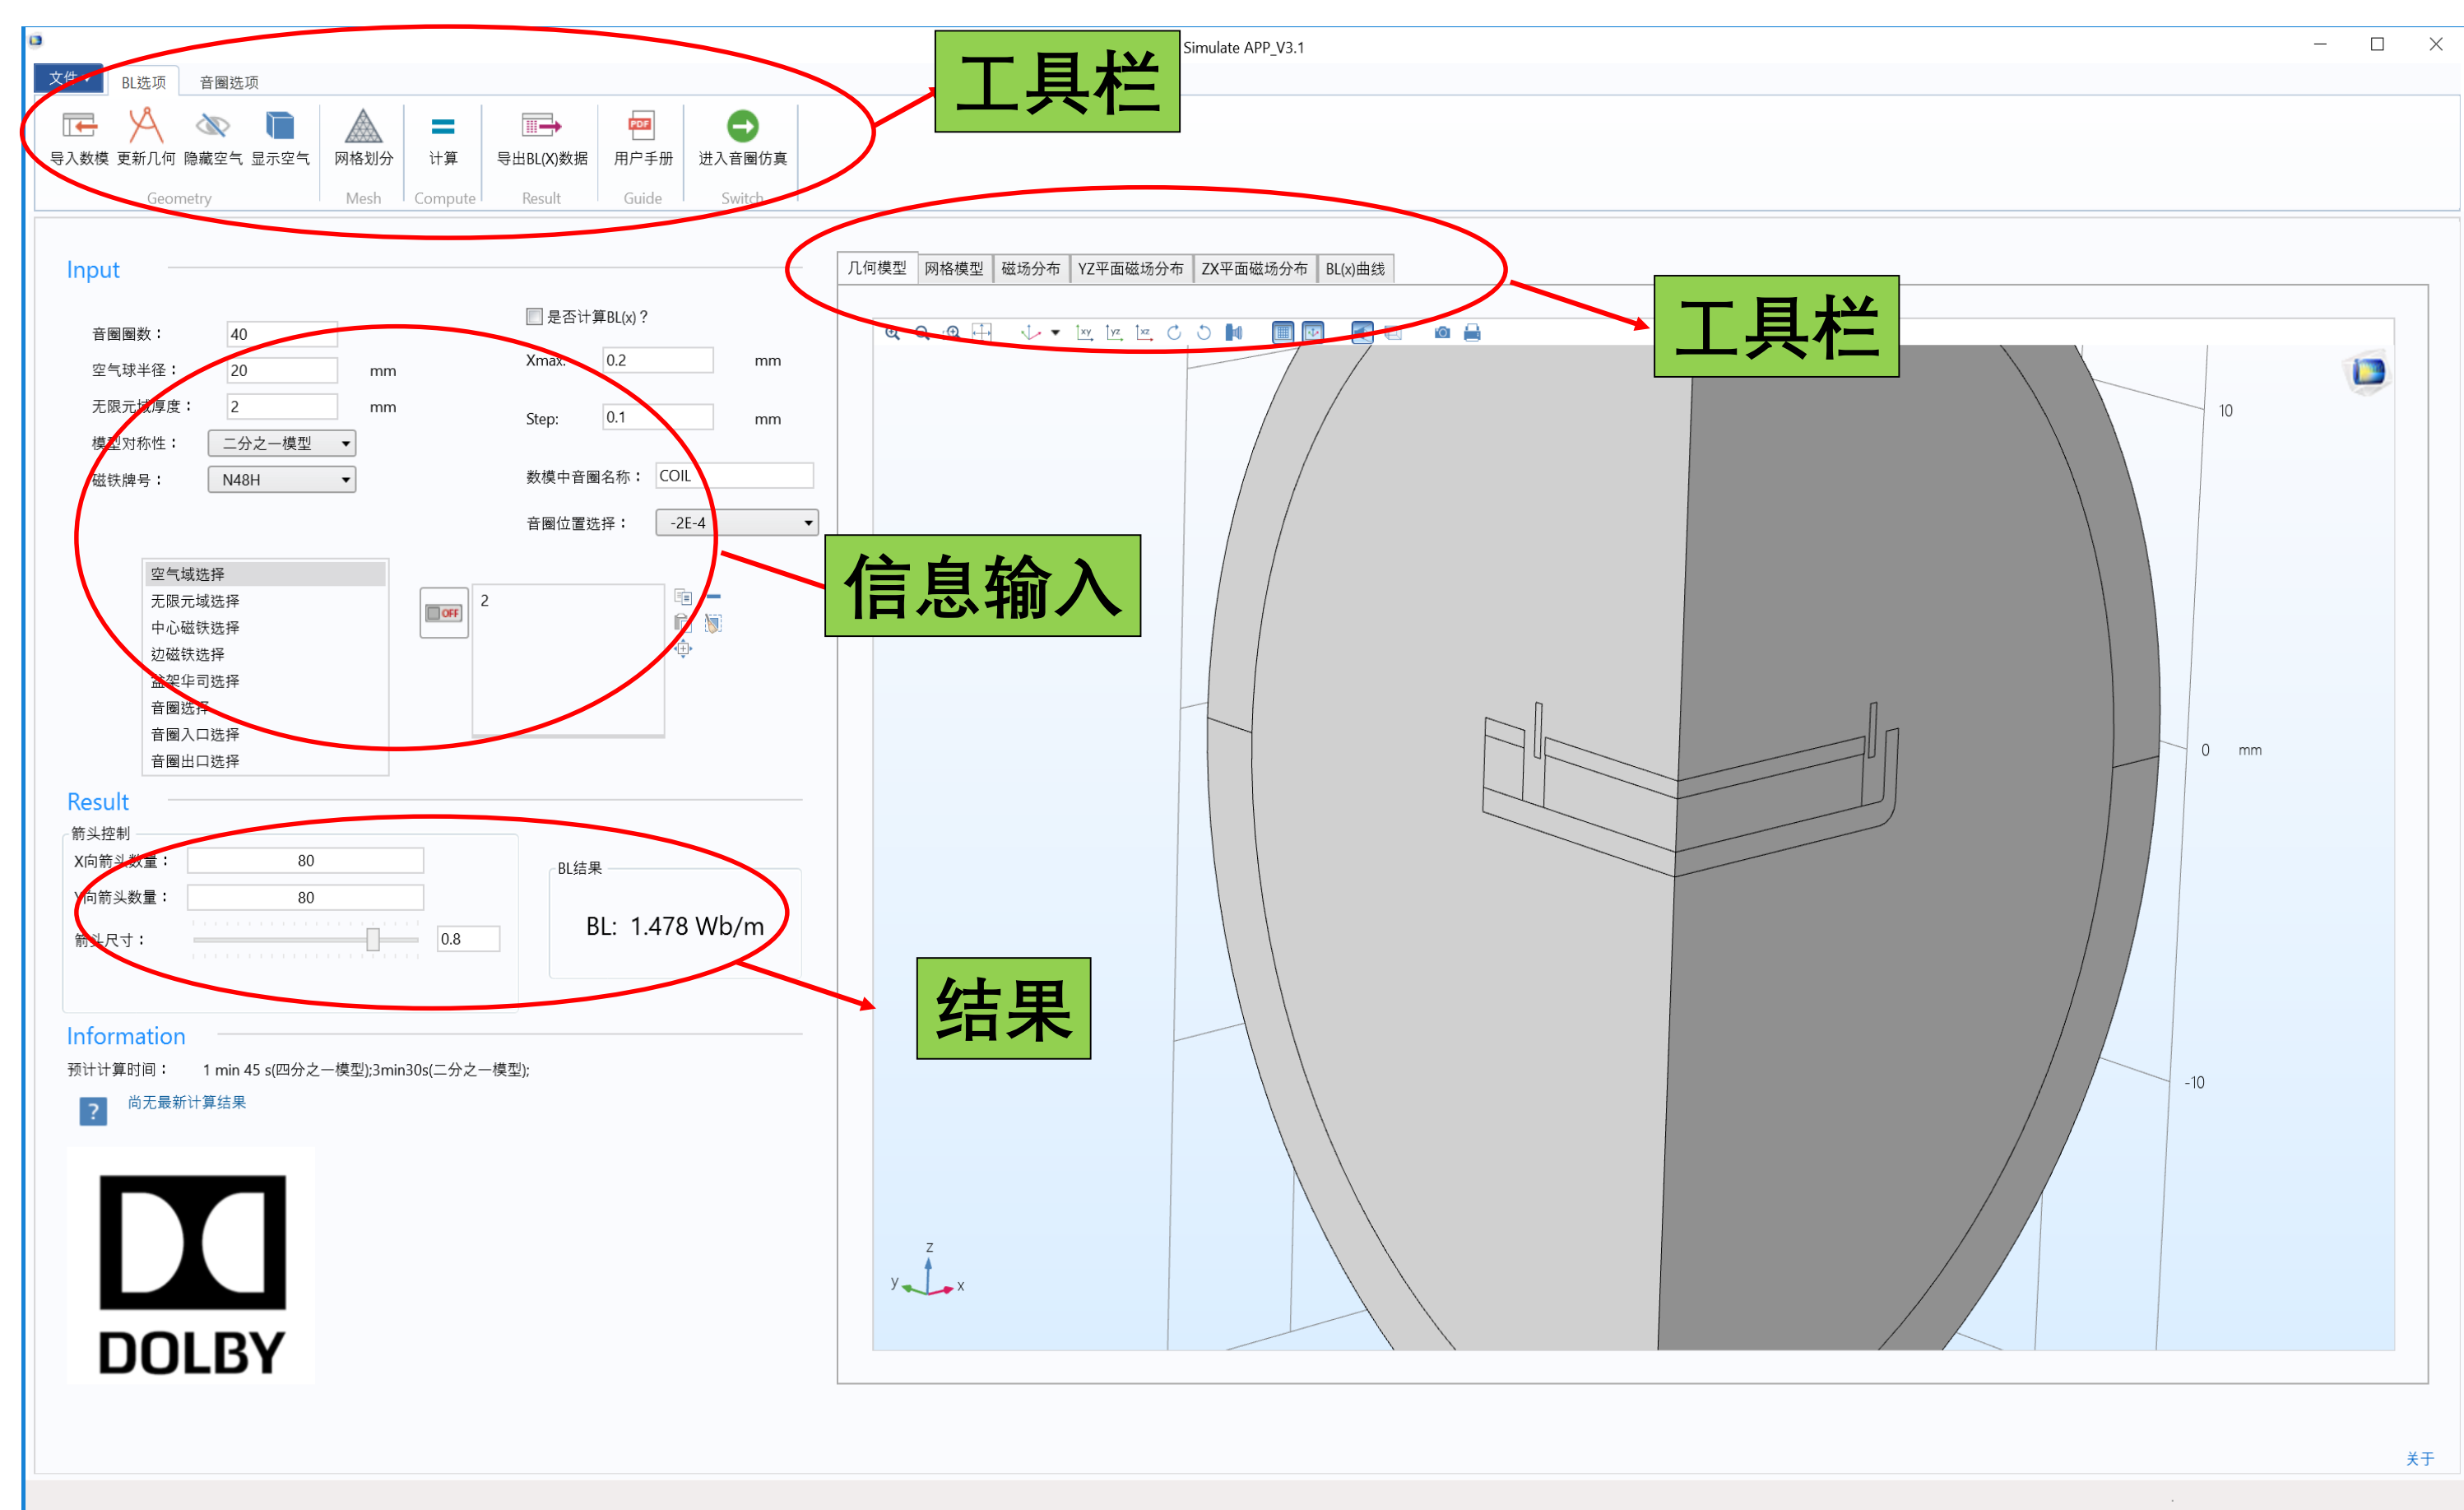 Simulate APP_V3.1
工具栏
文件
BL选项
音圈选项
导入数模
更新几何
隐藏空气
显示空气
网格划分
计算
导出BL(X)数据
PDF
用户手册
进入音圈仿真
Geometry
Mesh
Compute
Result
Guide
Switch
Input
音圈圈数：
40
空气球半径：
20
mm
无限元域厚度：
2
mm
模型对称性：
二分之一模型
磁铁牌号：
N48H
是否计算BL(x)？
Xmax:
0.2
mm
Step:
0.1
mm
数模中音圈名称：
COIL
音圈位置选择：
-2E-4
空气域选择
无限元域选择
中心磁铁选择
边磁铁选择
盆架华司选择
音圈选择
音圈入口选择
音圈出口选择
OFF
2
信息输入
Result
箭头控制
X向箭头数量：
80
Y向箭头数量：
80
箭头尺寸：
0.8
BL结果
BL: 1.478 Wb/m
结果
Information
预计计算时间：
1 min 45 s(四分之一模型);3min30s(二分之一模型);
?
尚无最新计算结果
DOLBY
几何模型
网格模型
磁场分布
YZ平面磁场分布
ZX平面磁场分布
BL(x)曲线
工具栏
xy
yz
xz
10
0
mm
-10
z
y
x
关于